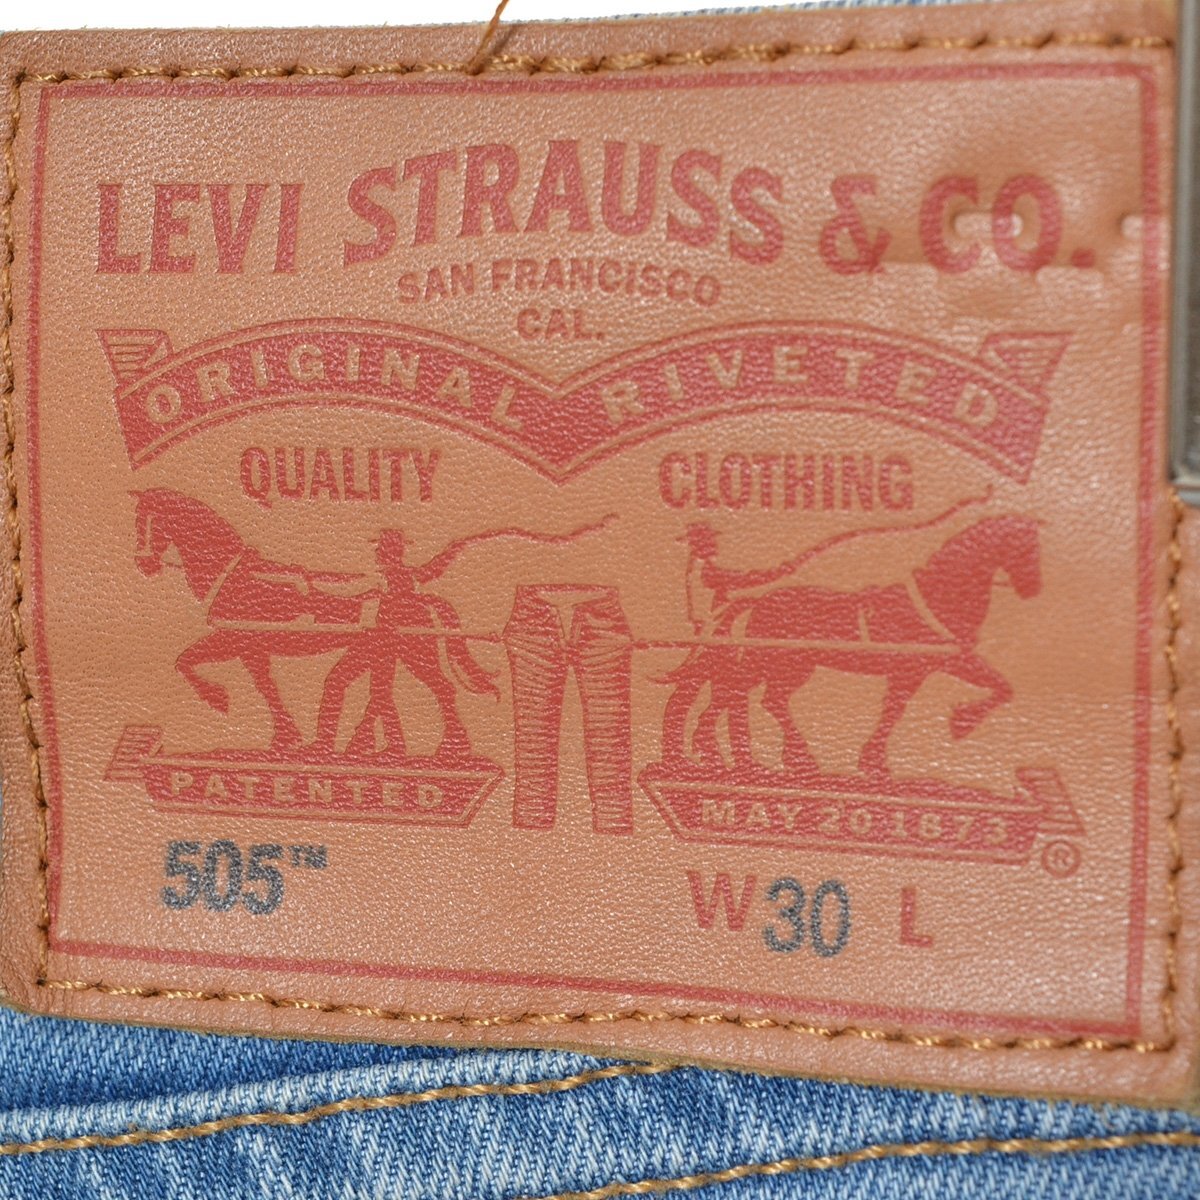 LEVI STRAUSS & CO.
SAN FRANCISCO
CAL.
ORIGINAL RIVETED
QUALITY CLOTHING
PATENTED MAY 20 1873
®
505™ W30 L